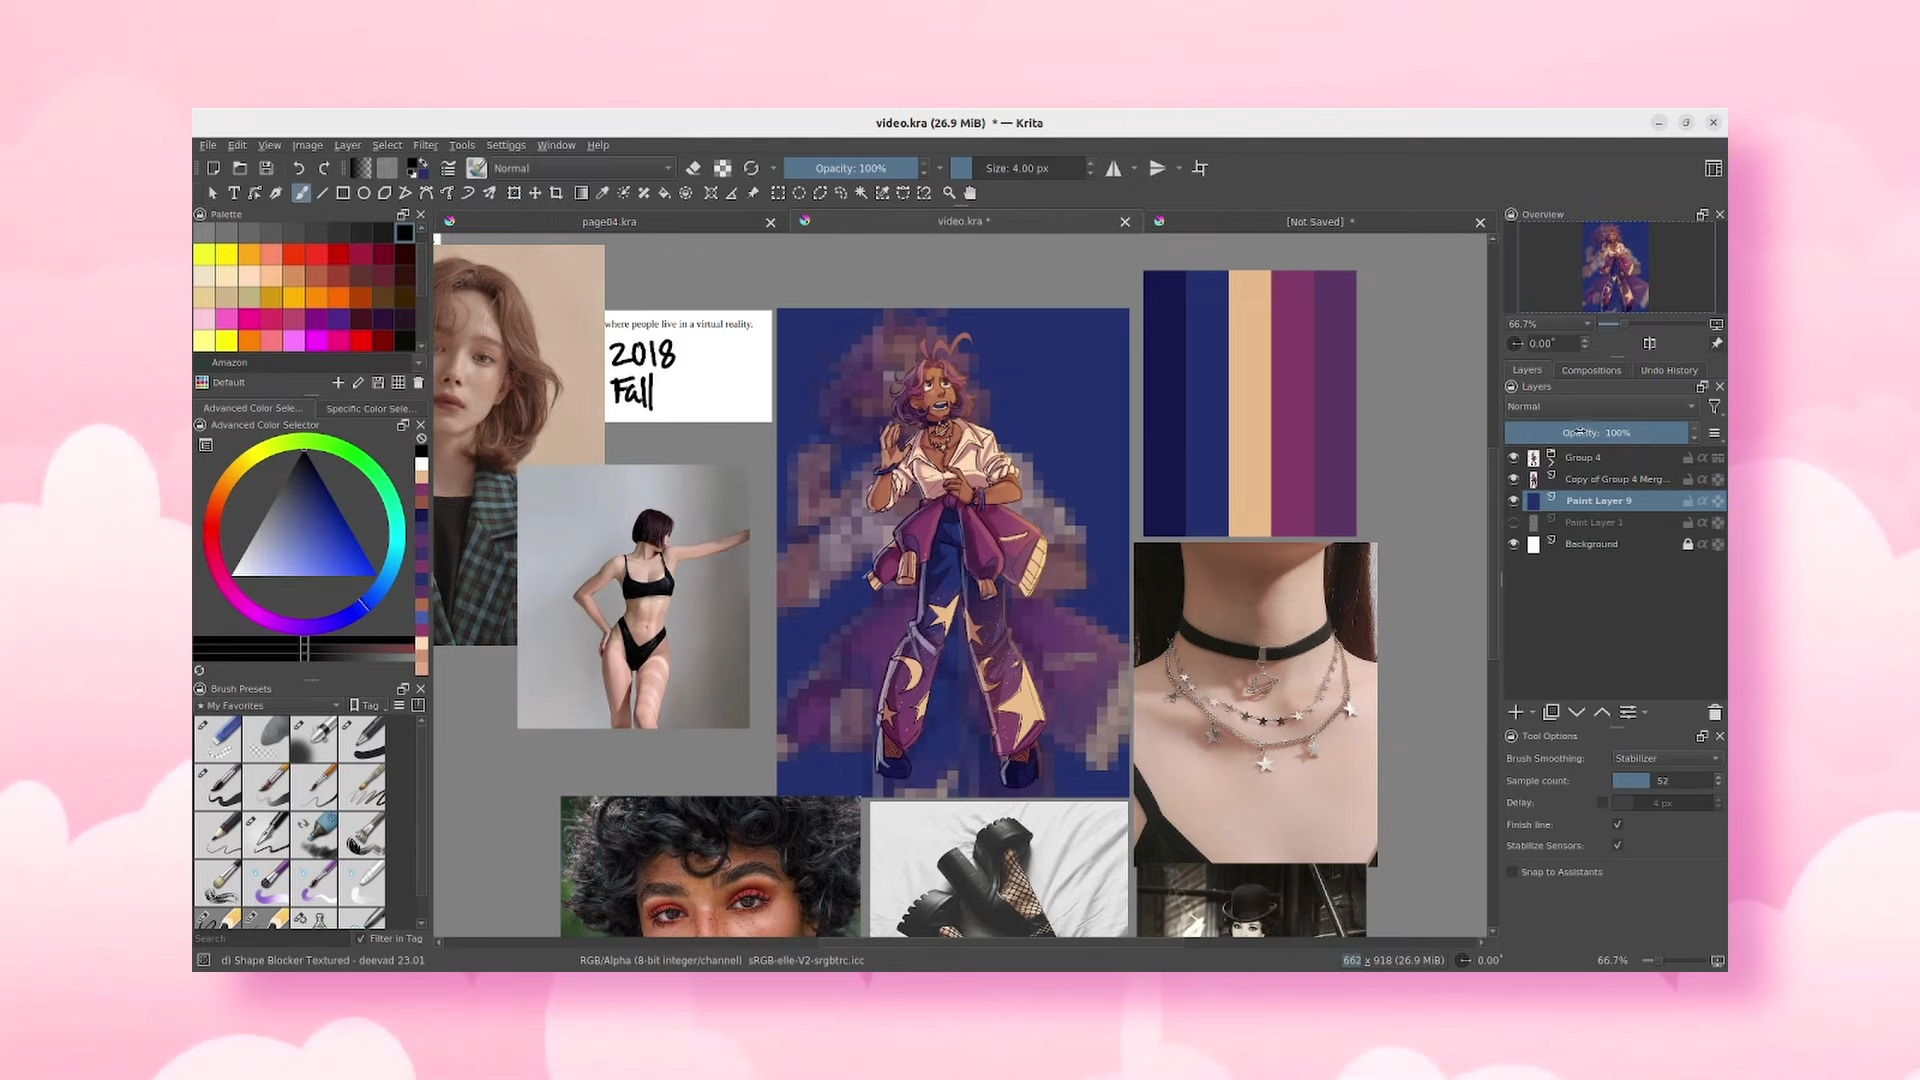 video.kra (26.9 MiB) * — Krita
File Edit View Image Layer Select Filter Tools Settings Window Help
Normal
Opacity: 100%
Size: 4.00 px
Palette
page04.kra
video.kra *
[Not Saved] *
Overview
where people live in a virtual reality.
2018
Fall
66.7%
0.00°
Amazon
Default
Layers Compositions Undo History
Layers
Advanced Color Sele... Specific Color Sele...
Advanced Color Selector
Normal
Opacity: 100%
Group 4
Copy of Group 4 Merg...
Paint Layer 9
Paint Layer 1
Background
Brush Presets
My Favorites
Tag
Tool Options
Brush Smoothing: Stabilizer
Sample count: 52
Delay: 4 px
Finish line:
Stabilize Sensors:
Snap to Assistants
Search
Filter in Tag
d) Shape Blocker Textured - deevad 23.01
RGB/Alpha (8-bit integer/channel) sRGB-elle-V2-srgbtrc.icc
662 x 918 (26.9 MiB)
0.00°
66.7%